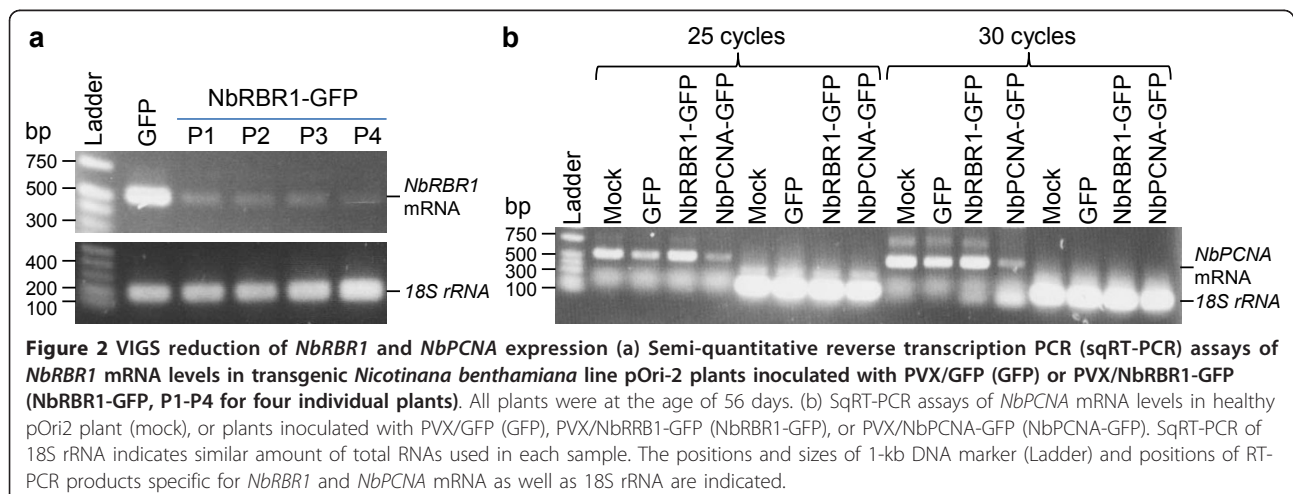 a
NbRBR1-GFP
Ladder
GFP
P1 P2 P3 P4
bp
750
500
300
NbRBR1
mRNA
400
200
100
18S rRNA
b
25 cycles 30 cycles
bp
Ladder
Mock
GFP
NbRBR1-GFP
NbPCNA-GFP
Mock
GFP
NbRBR1-GFP
NbPCNA-GFP
Mock
GFP
NbRBR1-GFP
NbPCNA-GFP
Mock
GFP
NbRBR1-GFP
NbPCNA-GFP
750
500
300
100
NbPCNA
mRNA
18S rRNA
Figure 2 VIGS reduction of NbRBR1 and NbPCNA expression (a) Semi-quantitative reverse transcription PCR (sqRT-PCR) assays of
NbRBR1 mRNA levels in transgenic Nicotinana benthamiana line pOri-2 plants inoculated with PVX/GFP (GFP) or PVX/NbRBR1-GFP
(NbRBR1-GFP, P1-P4 for four individual plants). All plants were at the age of 56 days. (b) SqRT-PCR assays of NbPCNA mRNA levels in healthy
pOri2 plant (mock), or plants inoculated with PVX/GFP (GFP), PVX/NbRRB1-GFP (NbRBR1-GFP), or PVX/NbPCNA-GFP (NbPCNA-GFP). SqRT-PCR of
18S rRNA indicates similar amount of total RNAs used in each sample. The positions and sizes of 1-kb DNA marker (Ladder) and positions of RT-
PCR products specific for NbRBR1 and NbPCNA mRNA as well as 18S rRNA are indicated.